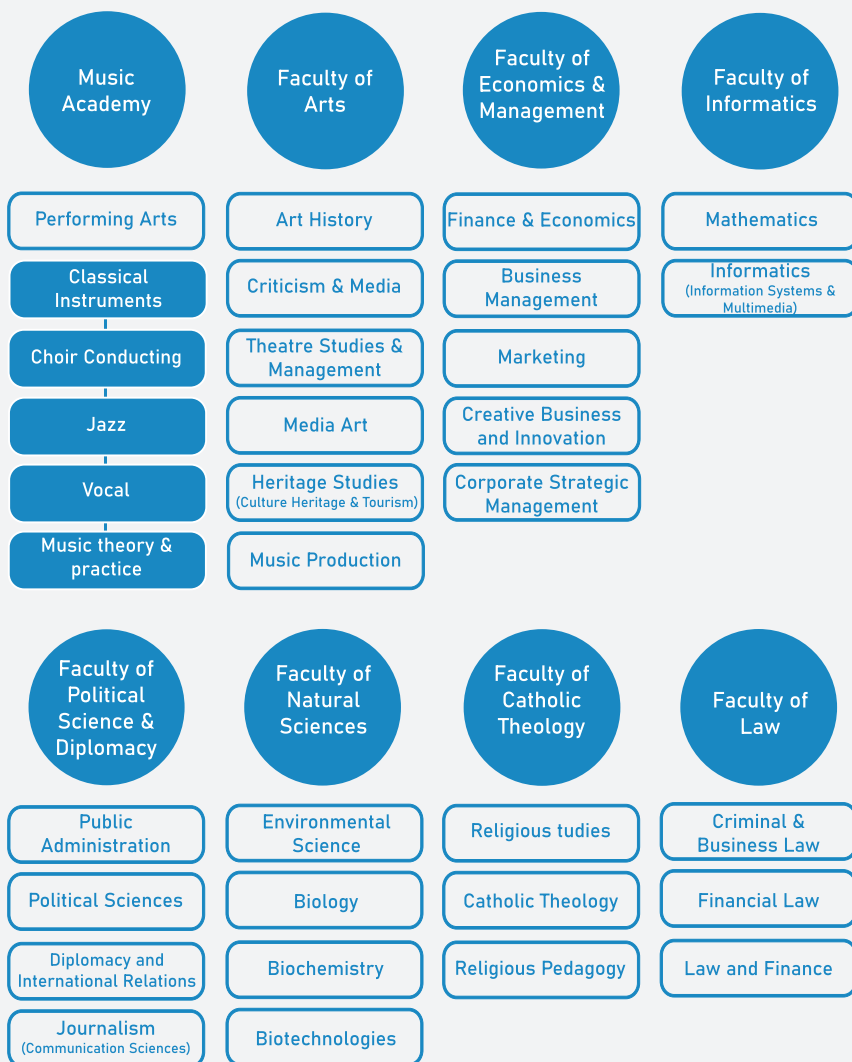 Music
Academy
Performing Arts
Classical
Instruments
Choir Conducting
Jazz
Vocal
Music theory &
practice
Faculty of
Arts
Art History
Criticism & Media
Theatre Studies &
Management
Media Art
Heritage Studies
(Culture Heritage & Tourism)
Music Production
Faculty of
Economics &
Management
Finance & Economics
Business
Management
Marketing
Creative Business
and Innovation
Corporate Strategic
Management
Faculty of
Informatics
Mathematics
Informatics
(Information Systems &
Multimedia)
Faculty of
Political
Science &
Diplomacy
Public
Administration
Political Sciences
Diplomacy and
International Relations
Journalism
(Communication Sciences)
Faculty of
Natural
Sciences
Environmental
Science
Biology
Biochemistry
Biotechnologies
Faculty of
Catholic
Theology
Religious tudies
Catholic Theology
Religious Pedagogy
Faculty of
Law
Criminal &
Business Law
Financial Law
Law and Finance